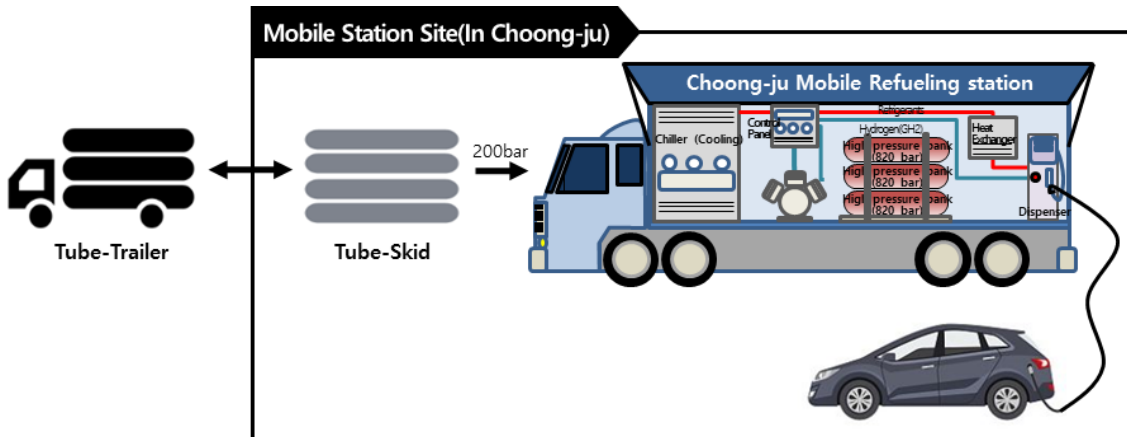 Mobile Station Site(In Choong-ju)
Choong-ju Mobile Refueling station
Refrigerants
Control
Panel
Hydrogen(GH2)
Heat
Exchanger
Chiller (Cooling)
High pressure bank
(820 bar)
High pressure bank
(820 bar)
High pressure bank
(820 bar)
200bar
Dispenser
Tube-Trailer
Tube-Skid